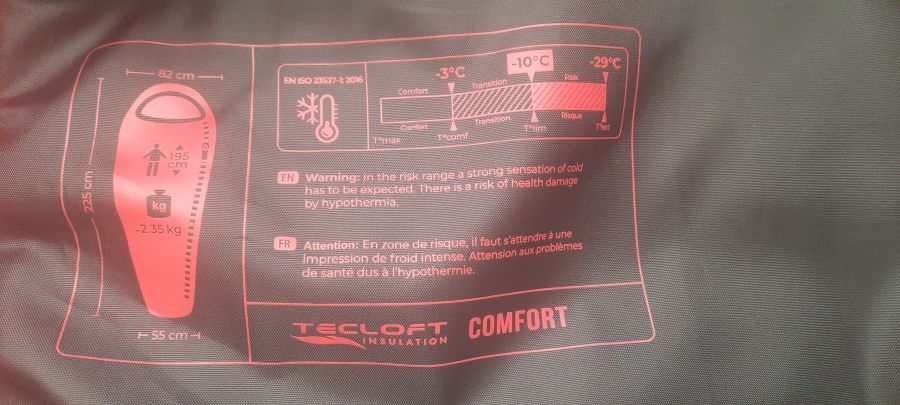 82 cm
225 cm
195 cm
kg
~2.35 kg
55 cm
EN ISO 23537-1: 2016
-3°C
-10°C
-29°C
Comfort
Transition
Risk
Confort
Transition
Risque
T°max
T°comf
T°lim
T°ext
EN
Warning: In the risk range a strong sensation of cold
has to be expected. There is a risk of health damage
by hypothermia.
FR
Attention: En zone de risque, il faut s'attendre à une
impression de froid intense. Attention aux problèmes
de santé dus à l'hypothermie.
TECLOFT
INSULATION
COMFORT